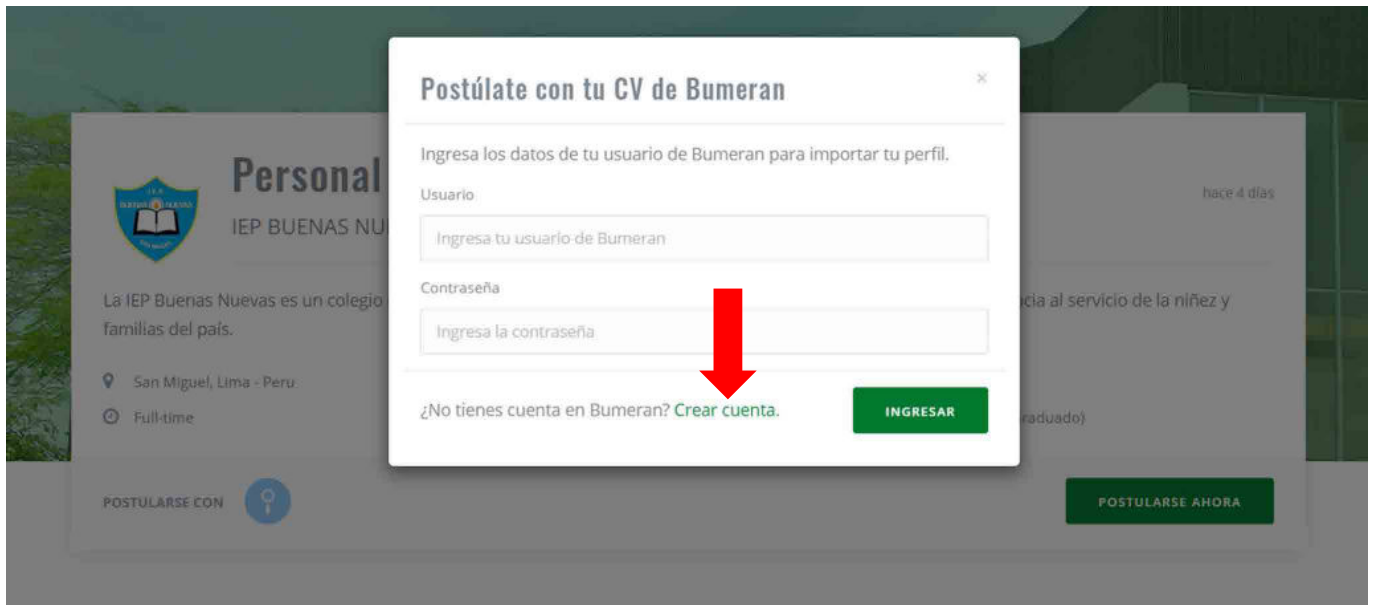 Postúlate con tu CV de Bumeran
×
Ingresa los datos de tu usuario de Bumeran para importar tu perfil.
Usuario
Ingresa tu usuario de Bumeran
Contraseña
Ingresa la contraseña
¿No tienes cuenta en Bumeran? Crear cuenta.
INGRESAR
Personal
hace 4 días
IEP BUENAS NU
La IEP Buenas Nuevas es un colegio
cia al servicio de la niñez y
familias del país.
San Miguel, Lima - Peru
Full-time
raduado)
POSTULARSE CON
POSTULARSE AHORA